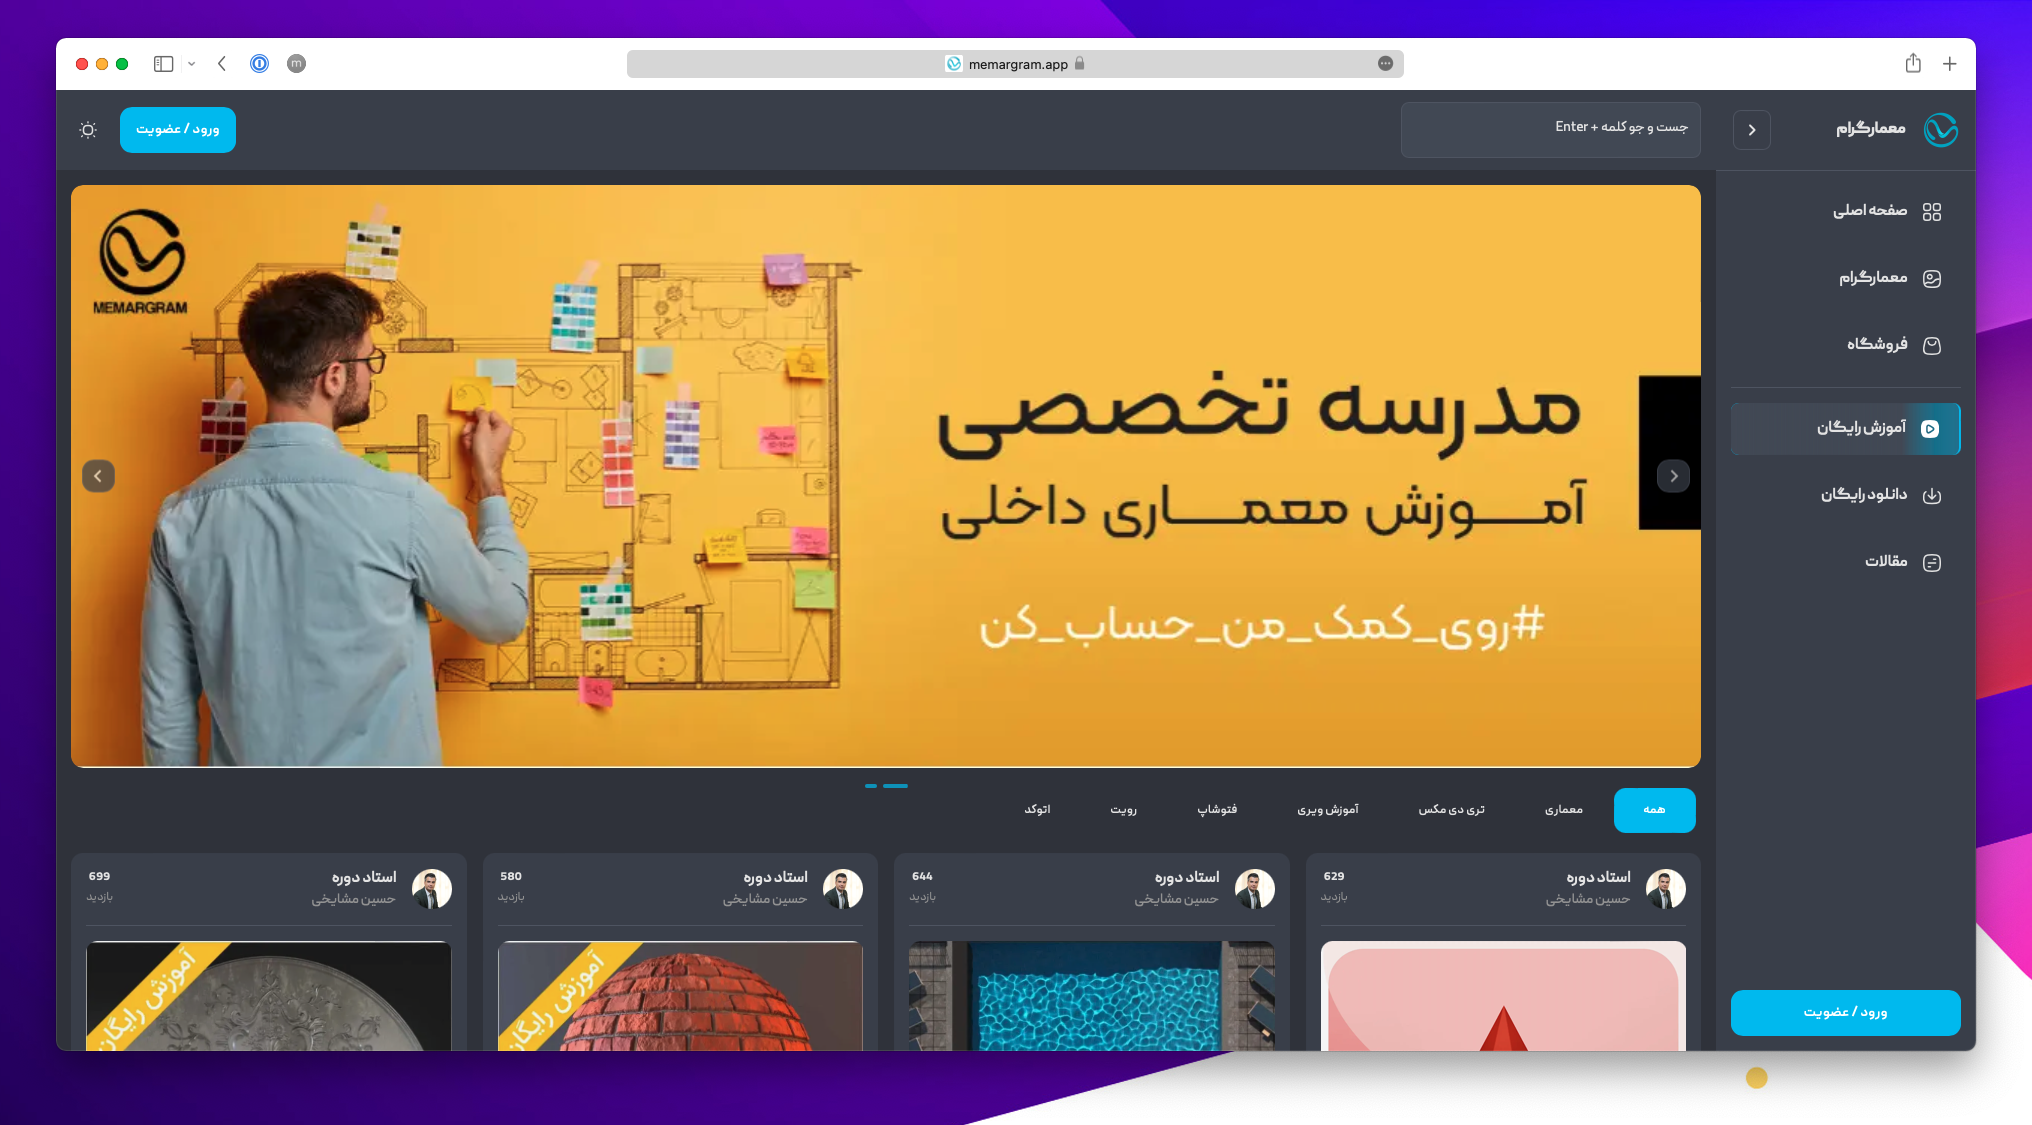 m
memargram.app
معمارگرام
جست و جو کلمه + Enter
ورود / عضویت
صفحه اصلی
معمارگرام
فروشگاه
آموزش رایگان
دانلود رایگان
مقالات
ورود / عضویت
MEMARGRAM
مدرسه تخصصی
آمـــوزش معمـــاری داخلی
#روی_کمک_من_حساب_کن
همه
معماری
تری دی مکس
آموزش ویری
فتوشاپ
رویت
اتوکد
استاد دوره
حسین مشایخی
629
بازدید
استاد دوره
حسین مشایخی
644
بازدید
استاد دوره
حسین مشایخی
580
بازدید
آموزش رایگان
استاد دوره
حسین مشایخی
699
بازدید
آموزش رایگان